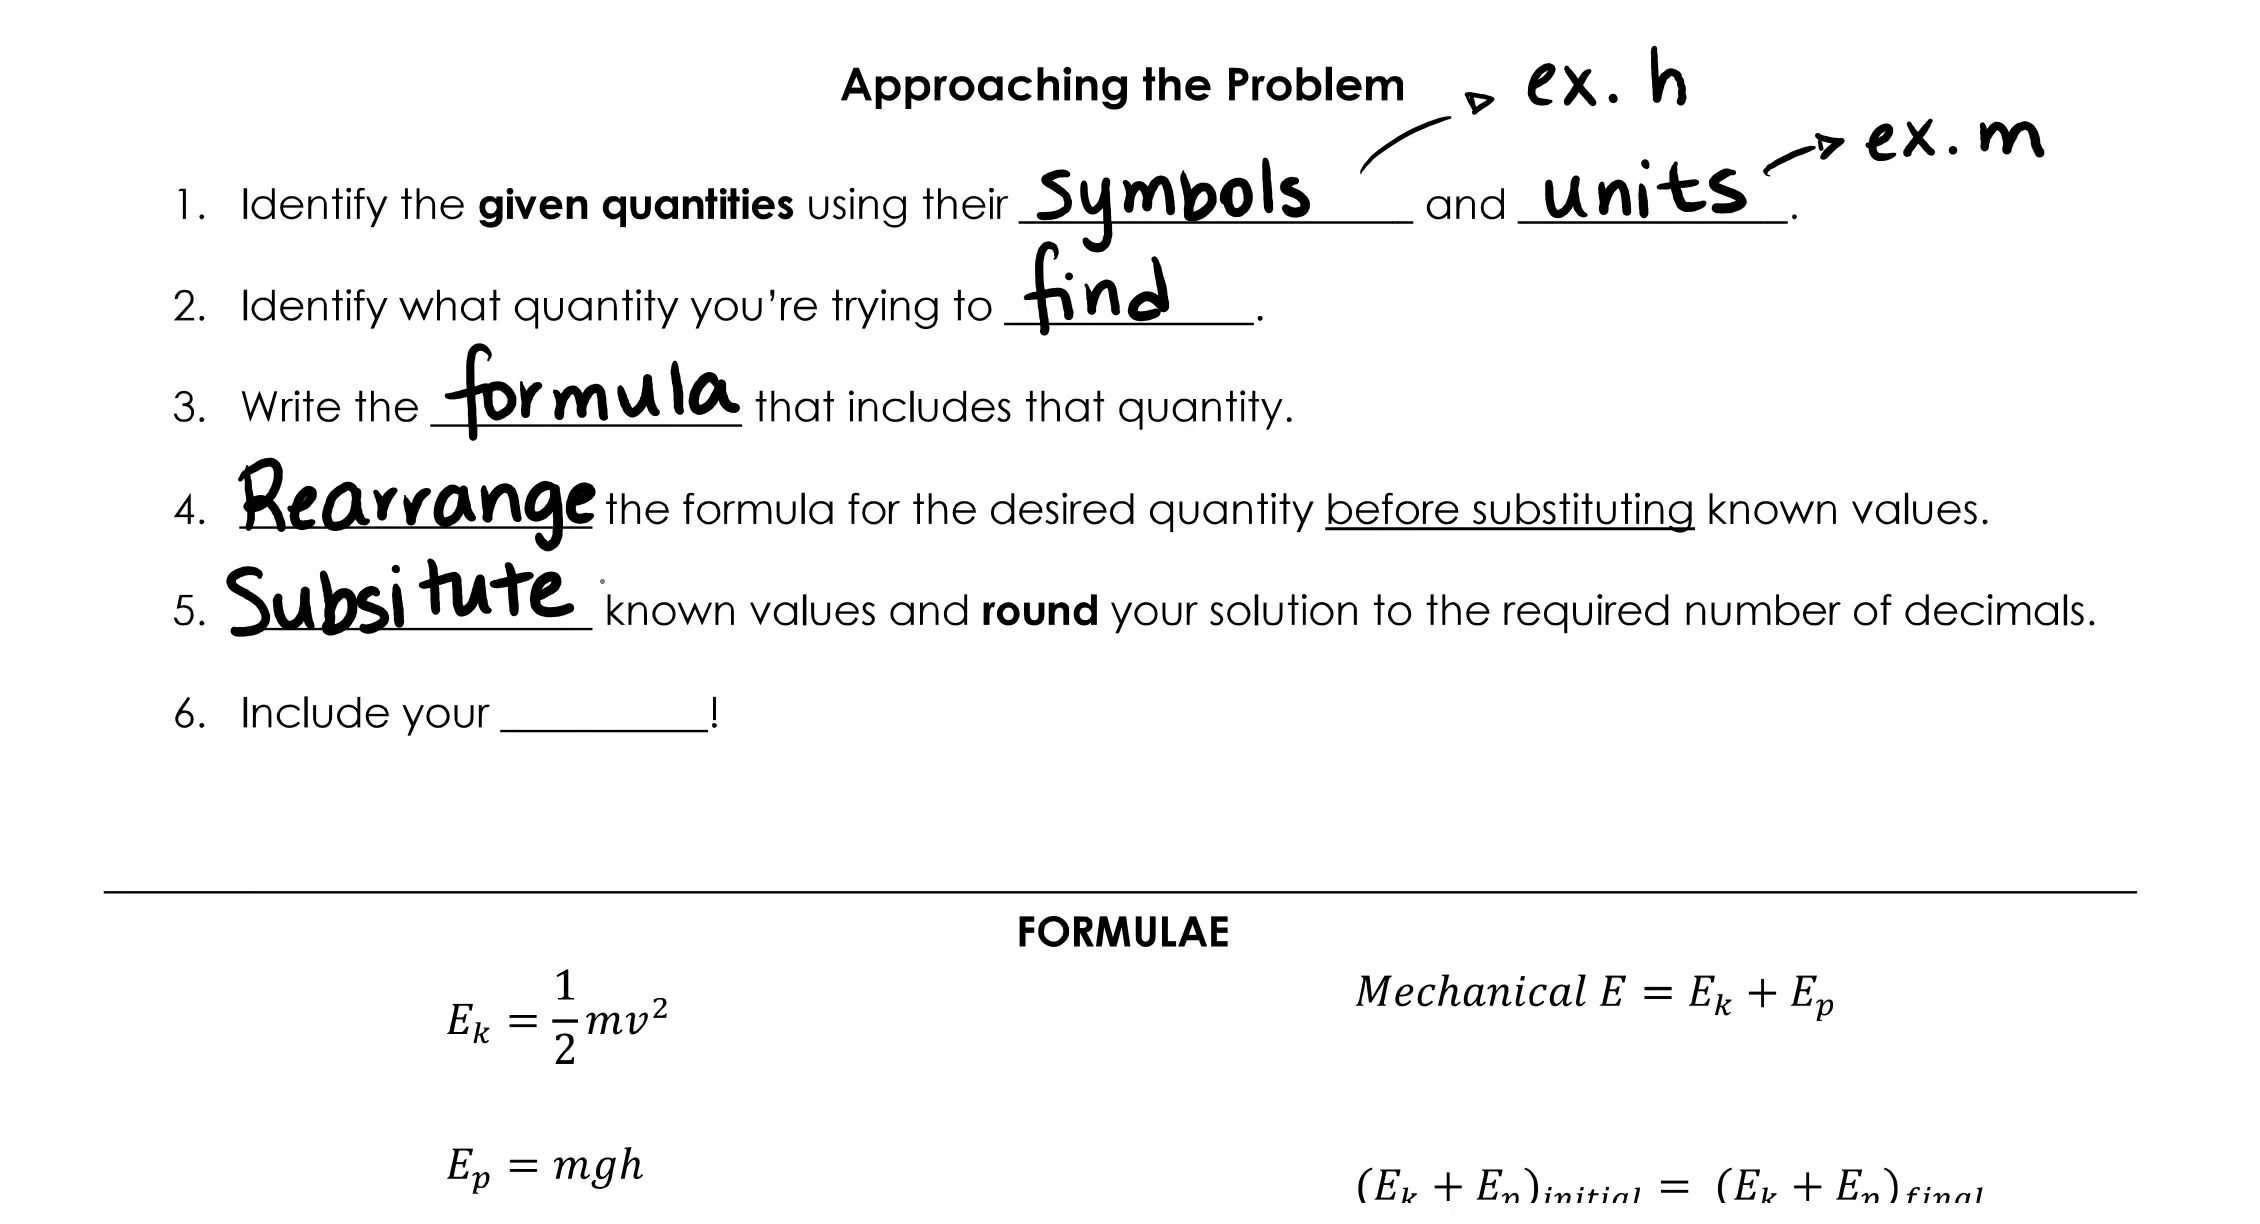 Approaching the Problem
ex. h
ex. m
1. Identify the given quantities using their symbols and units.
2. Identify what quantity you're trying to find.
3. Write the formula that includes that quantity.
4. Rearrange the formula for the desired quantity before substituting known values.
5. Subsitute known values and round your solution to the required number of decimals.
6. Include your __________!
FORMULAE
E_k = 1/2 mv²
Mechanical E = E_k + E_p
E_p = mgh
(E_k + E_p)_initial = (E_k + E_p)_final